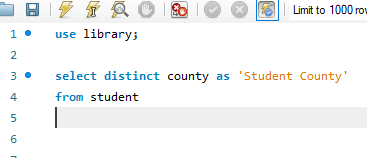 Limit to 1000 row
1 use library;
2
3 select distinct county as 'Student County'
4 from student
5
6